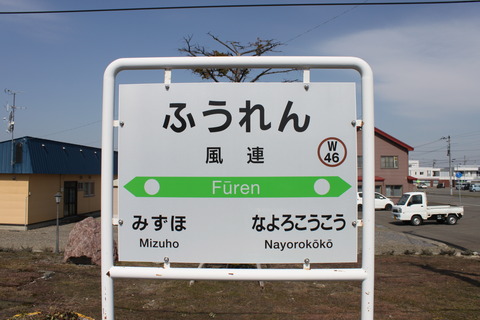 ふうれん
風連
W
46
Fūren
みずほ なよろこうこう
Mizuho Nayorokōkō